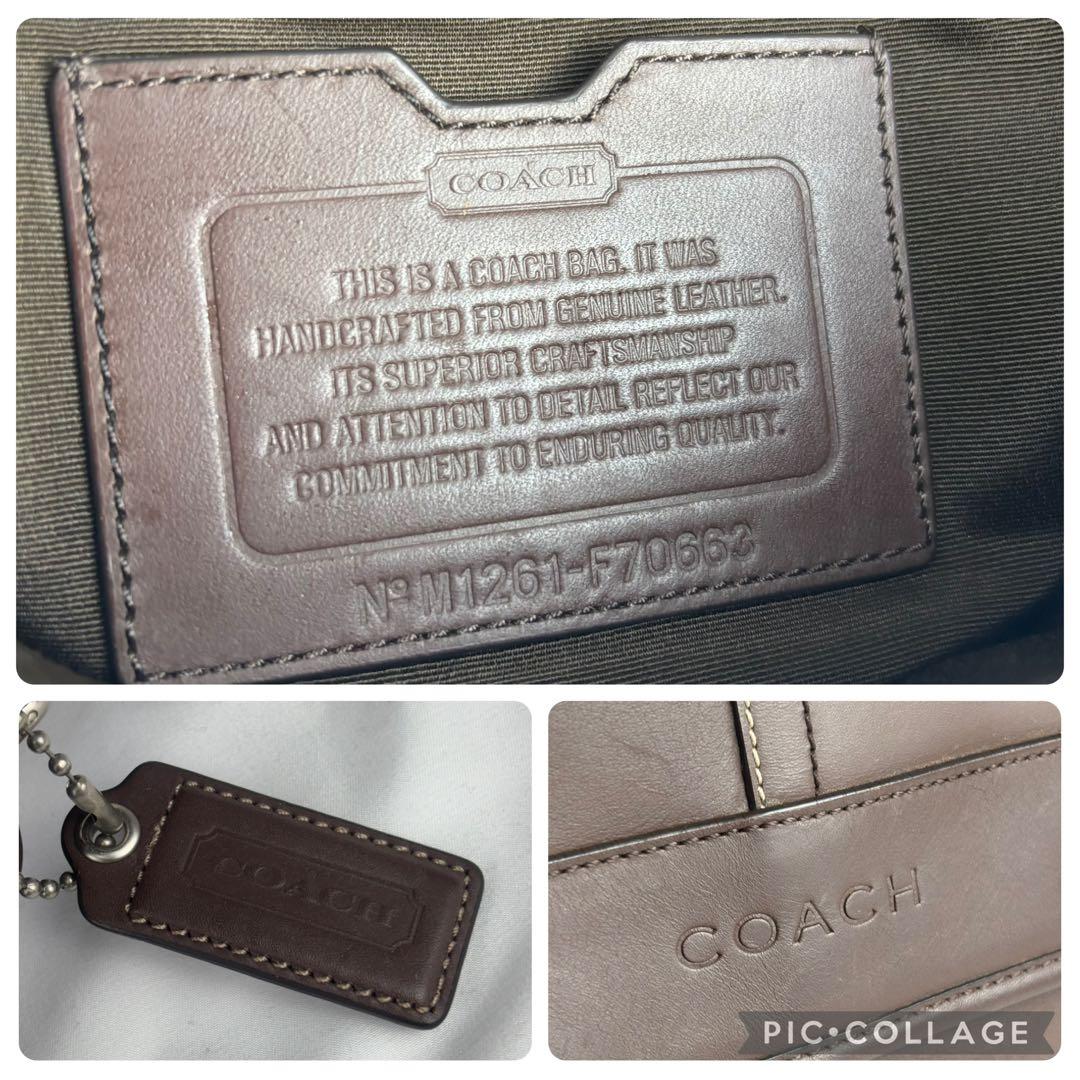 COACH
THIS IS A COACH BAG. IT WAS
HANDCRAFTED FROM GENUINE LEATHER.
ITS SUPERIOR CRAFTSMANSHIP
AND ATTENTION TO DETAIL REFLECT OUR
COMMITMENT TO ENDURING QUALITY.
Nº M1261-F70663
COACH
COACH
PIC•COLLAGE